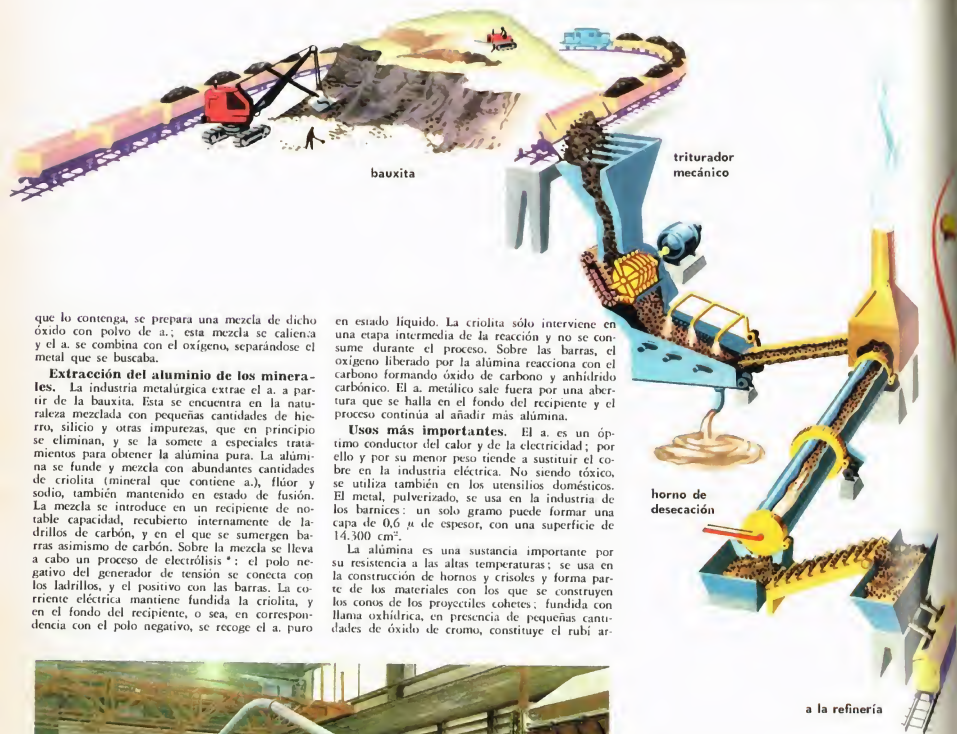 bauxita
triturador
mecánico
que lo contenga, se prepara una mezcla de dicho
óxido con polvo de a.; esta mezcla se calienta
y el a. se combina con el oxígeno, separándose el
metal que se buscaba.
Extracción del aluminio de los minera-
les. La industria metalúrgica extrae el a. a par-
tir de la bauxita. Ésta se encuentra en la natu-
raleza mezclada con pequeñas cantidades de hie-
rro, silicio y otras impurezas, que en principio
se eliminan, y se la somete a especiales trata-
mientos para obtener la alúmina pura. La alúmi-
na se funde y mezcla con abundantes cantidades
de criolita (mineral que contiene a.), flúor y
sodio, también mantenido en estado de fusión.
La mezcla se introduce en un recipiente de no-
table capacidad, recubierto internamente de la-
drillos de carbón, y en el que se sumergen ba-
rras asimismo de carbón. Sobre la mezcla se lleva
a cabo un proceso de electrólisis *: el polo ne-
gativo del generador de tensión se conecta con
los ladrillos, y el positivo con las barras. La co-
rriente eléctrica mantiene fundida la criolita, y
en el fondo del recipiente, o sea, en correspon-
dencia con el polo negativo, se recoge el a. puro
en estado líquido. La criolita sólo interviene en
una etapa intermedia de la reacción y no se con-
sume durante el proceso. Sobre las barras, el
oxígeno liberado por la alúmina reacciona con el
carbono formando óxido de carbono y anhídrido
carbónico. El a. metálico sale fuera por una aber-
tura que se halla en el fondo del recipiente y el
proceso continúa al añadir más alúmina.
Usos más importantes. El a. es un óp-
timo conductor del calor y de la electricidad; por
ello y por su menor peso tiende a sustituir el co-
bre en la industria eléctrica. No siendo tóxico,
se utiliza también en los utensilios domésticos.
El metal, pulverizado, se usa en la industria de
los barnices: un solo gramo puede formar una
capa de 0,6 μ de espesor, con una superficie de
14.300 cm².
La alúmina es una sustancia importante por
su resistencia a las altas temperaturas; se usa en
la construcción de hornos y crisoles y forma par-
te de los materiales con los que se construyen
los conos de los proyectiles cohetes; fundida con
llama oxhídrica, en presencia de pequeñas canti-
dades de óxido de cromo, constituye el rubí ar-
horno de
desecación
a la refinería